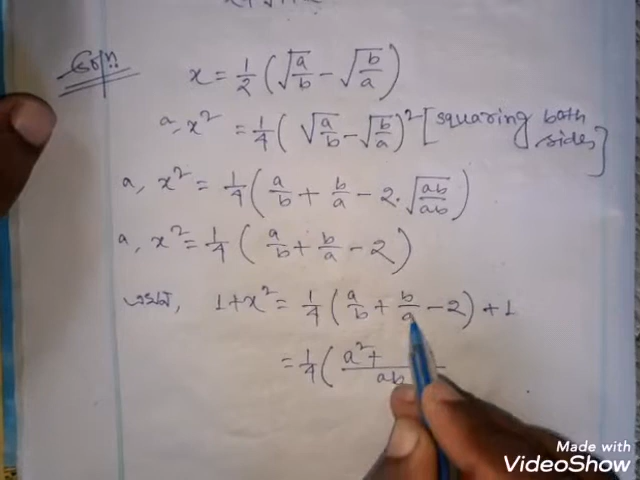 x = 1/2 (√a/b − √b/a)
a, x² = 1/4 (√a/b − √b/a)² [squaring both sides]
a, x² = 1/4 (a/b + b/a − 2.√ab/ab)
a, x² = 1/4 (a/b + b/a − 2)
এখন, 1+x² = 1/4 (a/b + b/a − 2) + 1
= 1/4 (a²+ / ab
Made with
VideoShow